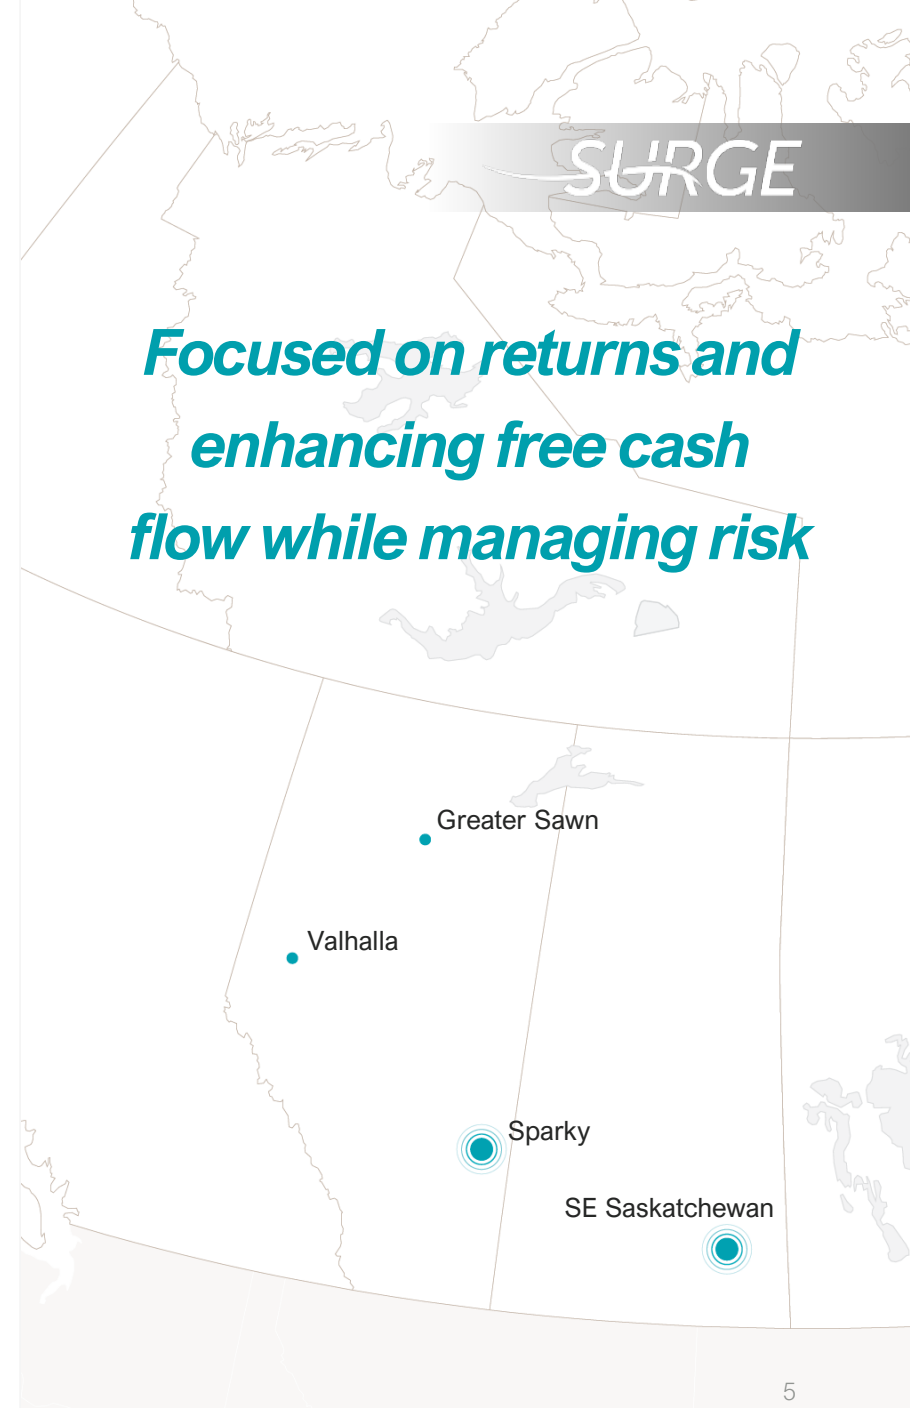 SURGE
Focused on returns and
enhancing free cash
flow while managing risk
Greater Sawn
Valhalla
Sparky
SE Saskatchewan
5